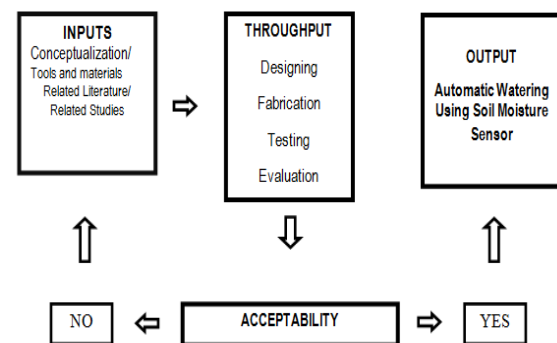 INPUTS
Conceptualization/
Tools and materials
Related Literature/
Related Studies
THROUGHPUT
Designing
Fabrication
Testing
Evaluation
OUTPUT
Automatic Watering
Using Soil Moisture
Sensor
NO
ACCEPTABILITY
YES